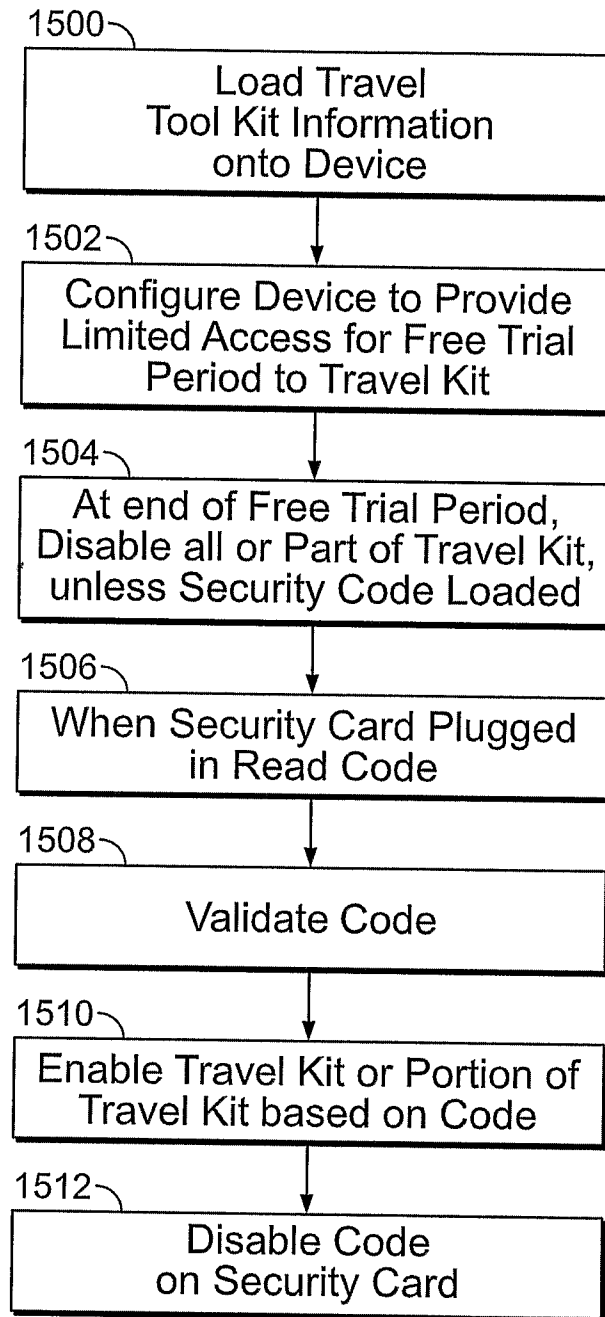 1500
Load Travel
Tool Kit Information
onto Device
1502
Configure Device to Provide
Limited Access for Free Trial
Period to Travel Kit
1504
At end of Free Trial Period,
Disable all or Part of Travel Kit,
unless Security Code Loaded
1506
When Security Card Plugged
in Read Code
1508
Validate Code
1510
Enable Travel Kit or Portion of
Travel Kit based on Code
1512
Disable Code
on Security Card